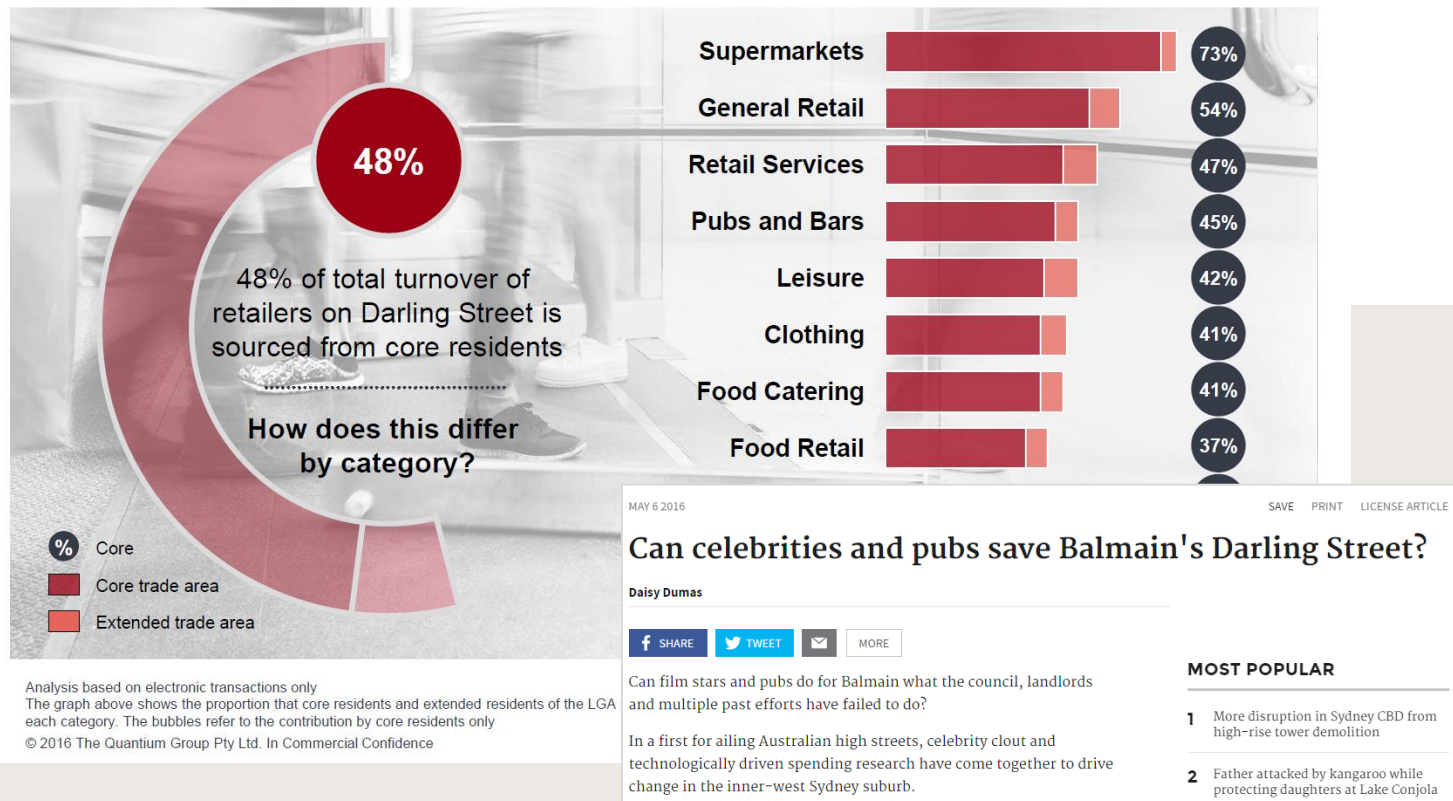 48%
48% of total turnover of
retailers on Darling Street is
sourced from core residents
How does this differ
by category?
% Core
Core trade area
Extended trade area
Supermarkets 73%
General Retail 54%
Retail Services 47%
Pubs and Bars 45%
Leisure 42%
Clothing 41%
Food Catering 41%
Food Retail 37%
Analysis based on electronic transactions only
The graph above shows the proportion that core residents and extended residents of the LGA
each category. The bubbles refer to the contribution by core residents only
© 2016 The Quantium Group Pty Ltd. In Commercial Confidence
MAY 6 2016
SAVE PRINT LICENSE ARTICLE
Can celebrities and pubs save Balmain's Darling Street?
Daisy Dumas
f SHARE TWEET MORE
Can film stars and pubs do for Balmain what the council, landlords
and multiple past efforts have failed to do?
In a first for ailing Australian high streets, celebrity clout and
technologically driven spending research have come together to drive
change in the inner-west Sydney suburb.
MOST POPULAR
1 More disruption in Sydney CBD from
high-rise tower demolition
2 Father attacked by kangaroo while
protecting daughters at Lake Conjola